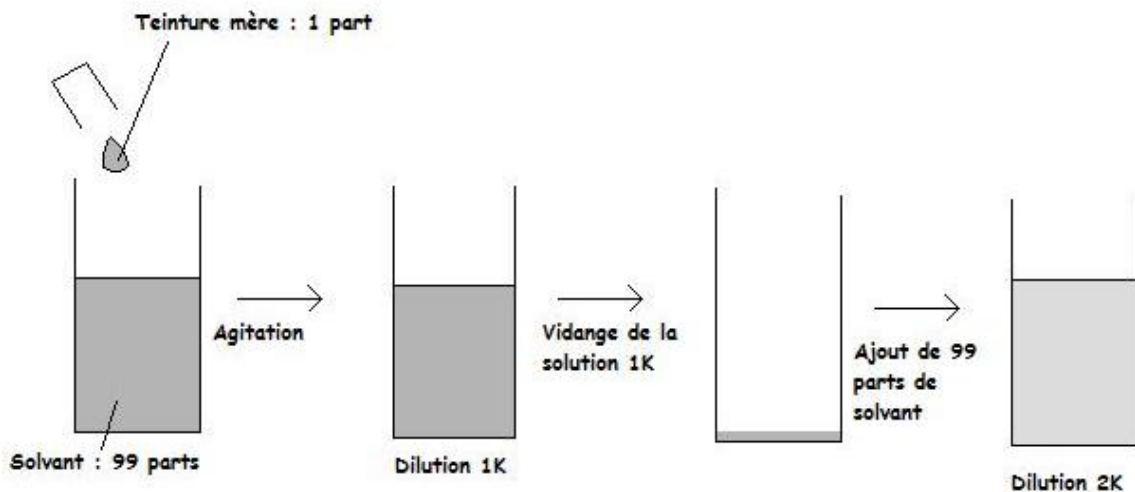 Teinture mère : 1 part
Agitation
Solvant : 99 parts
Dilution 1K
Vidange de la
solution 1K
Ajout de 99
parts de
solvant
Dilution 2K